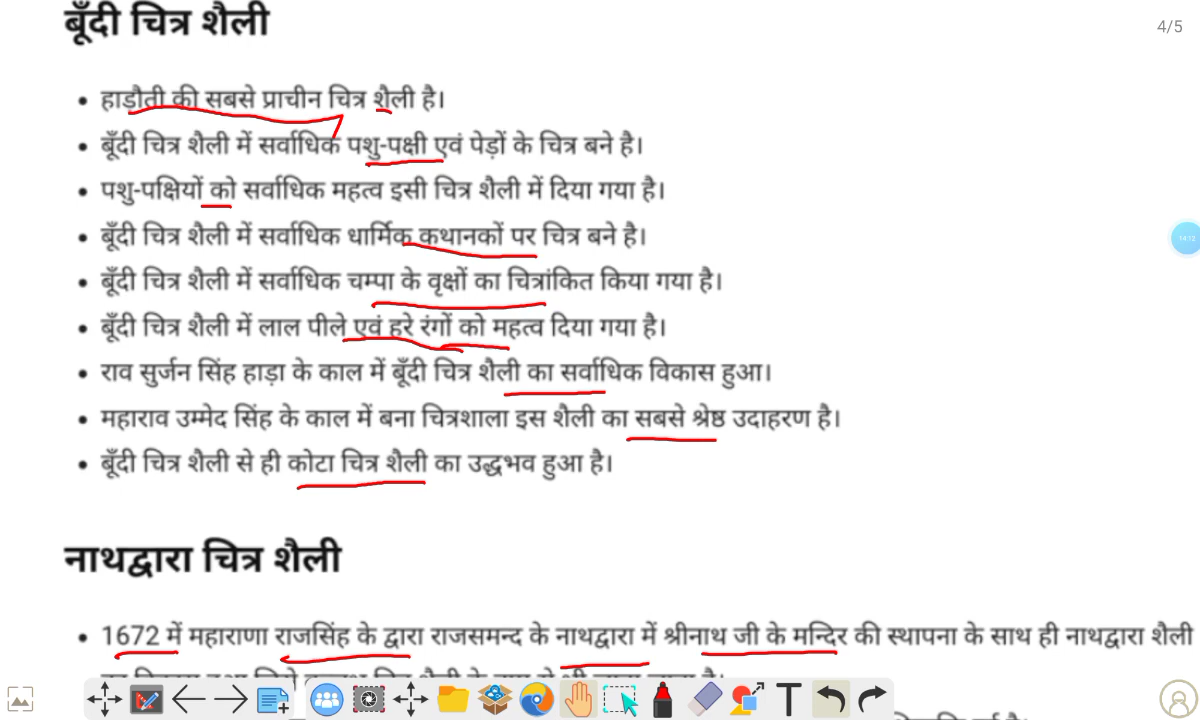 बूँदी चित्र शैली
4/5
• हाड़ौती की सबसे प्राचीन चित्र शैली है।
• बूँदी चित्र शैली में सर्वाधिक पशु-पक्षी एवं पेड़ों के चित्र बने है।
• पशु-पक्षियों को सर्वाधिक महत्व इसी चित्र शैली में दिया गया है।
• बूँदी चित्र शैली में सर्वाधिक धार्मिक कथानकों पर चित्र बने है।
14:12
• बूँदी चित्र शैली में सर्वाधिक चम्पा के वृक्षों का चित्रांकित किया गया है।
• बूँदी चित्र शैली में लाल पीले एवं हरे रंगों को महत्व दिया गया है।
• राव सुर्जन सिंह हाड़ा के काल में बूँदी चित्र शैली का सर्वाधिक विकास हुआ।
• महाराव उम्मेद सिंह के काल में बना चित्रशाला इस शैली का सबसे श्रेष्ठ उदाहरण है।
• बूँदी चित्र शैली से ही कोटा चित्र शैली का उद्धभव हुआ है।
नाथद्वारा चित्र शैली
• 1672 में महाराणा राजसिंह के द्वारा राजसमन्द के नाथद्वारा में श्रीनाथ जी के मन्दिर की स्थापना के साथ ही नाथद्वारा शैली